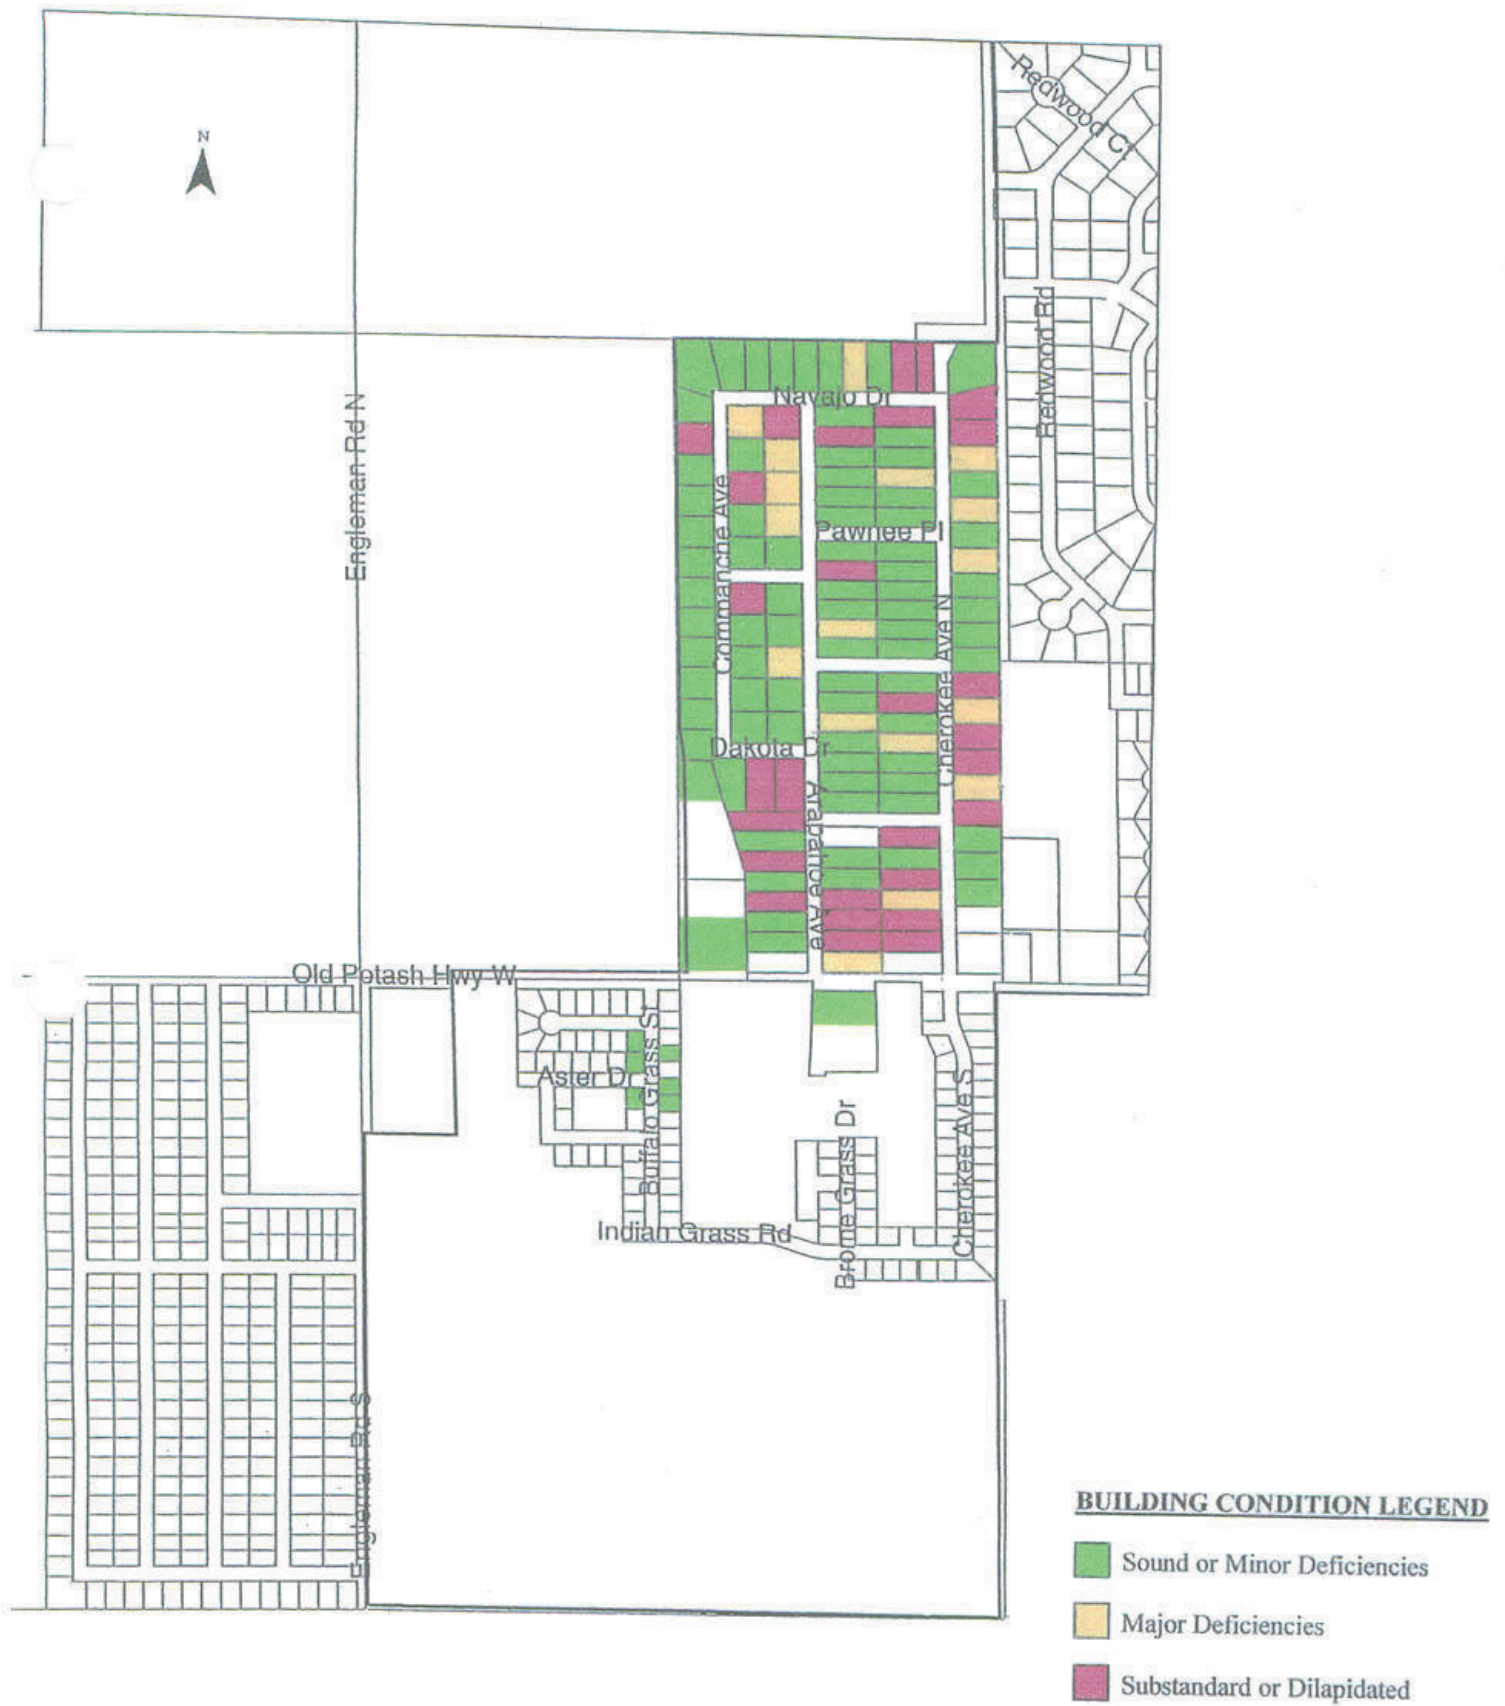 N
Redwood Ct
Redwood Rd
Navajo Dr
Engleman Rd N
Commanche Ave
Pawnee Pl
Cherokee Ave N
Dakota Dr
Arapahoe Ave
Old Potash Hwy W
Buffalo Grass St
Aster Dr
Cherokee Ave S
Brome Grass Dr
Indian Grass Rd
Engleman Rd S
BUILDING CONDITION LEGEND
Sound or Minor Deficiencies
Major Deficiencies
Substandard or Dilapidated